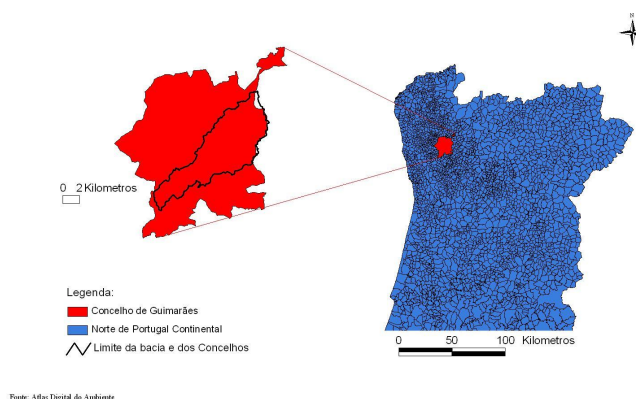 N
0 2 Kilometros
Legenda:
Concelho de Guimarães
Norte de Portugal Continental
Limite da bacia e dos Concelhos
0 50 100 Kilometros
Fonte: Atlas Digital do Ambiente